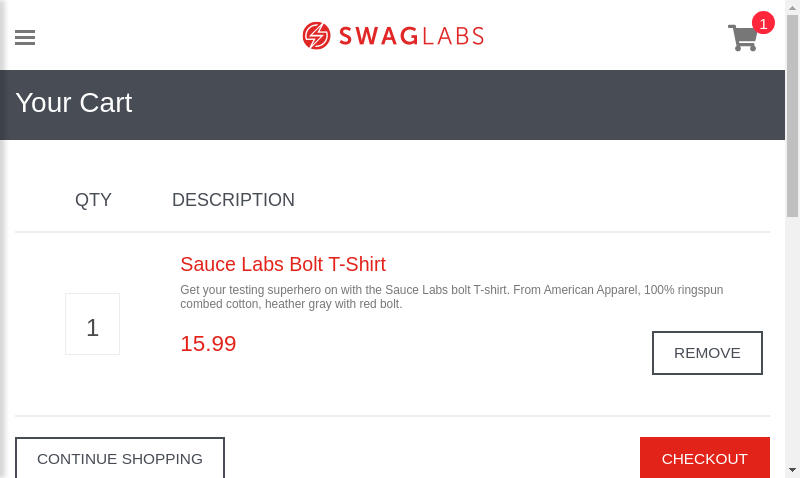 SWAGLABS
1
Your Cart
QTY DESCRIPTION
Sauce Labs Bolt T-Shirt
Get your testing superhero on with the Sauce Labs bolt T-shirt. From American Apparel, 100% ringspun
combed cotton, heather gray with red bolt.
1
15.99
REMOVE
CONTINUE SHOPPING
CHECKOUT